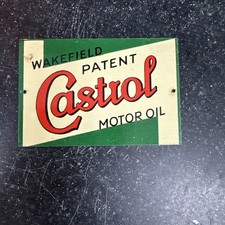 WAKEFIELD
PATENT
Castrol
MOTOR OIL